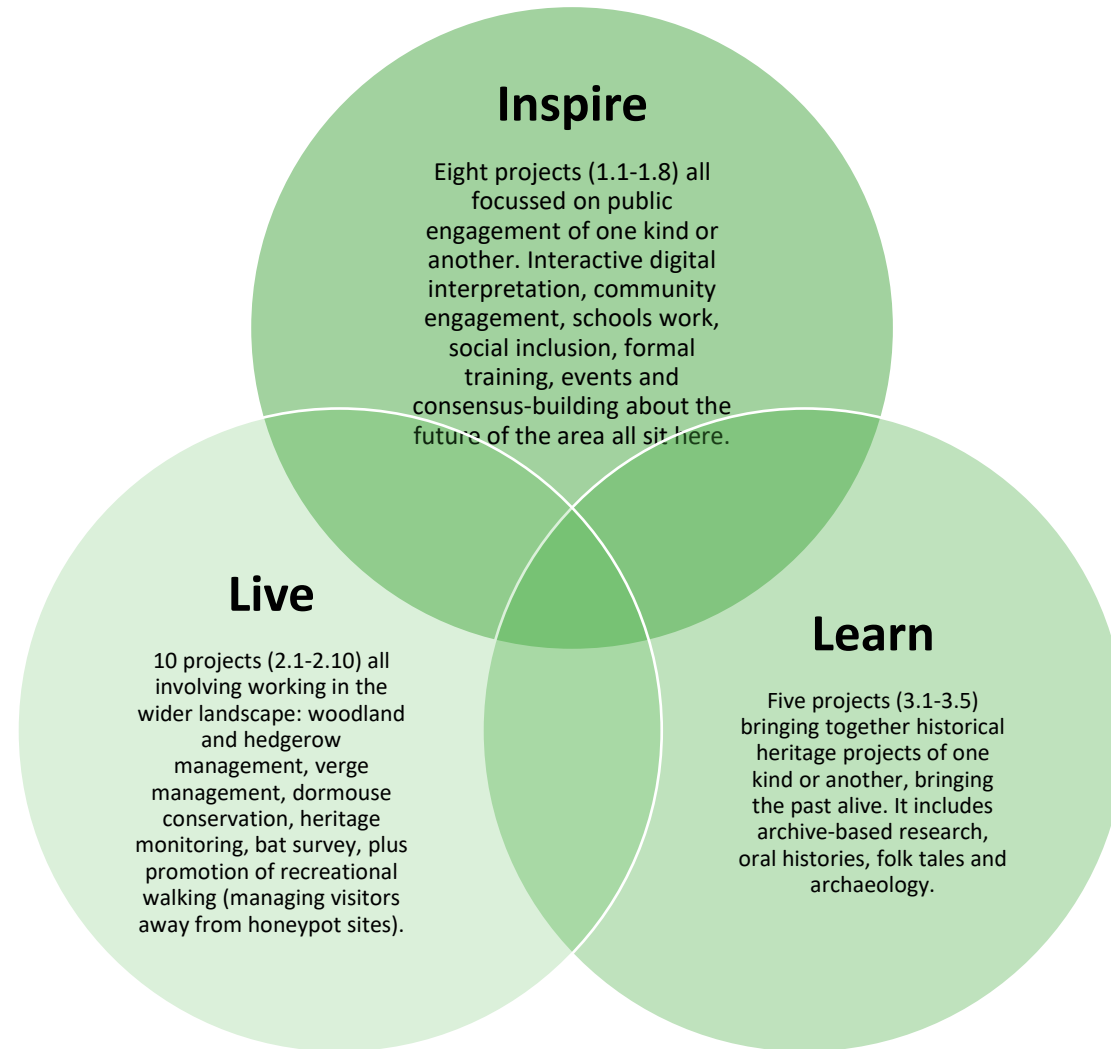 Inspire
Eight projects (1.1-1.8) all
focussed on public
engagement of one kind or
another. Interactive digital
interpretation, community
engagement, schools work,
social inclusion, formal
training, events and
consensus-building about the
future of the area all sit here.
Live
10 projects (2.1-2.10) all
involving working in the
wider landscape: woodland
and hedgerow
management, verge
management, dormouse
conservation, heritage
monitoring, bat survey, plus
promotion of recreational
walking (managing visitors
away from honeypot sites).
Learn
Five projects (3.1-3.5)
bringing together historical
heritage projects of one
kind or another, bringing
the past alive. It includes
archive-based research,
oral histories, folk tales and
archaeology.